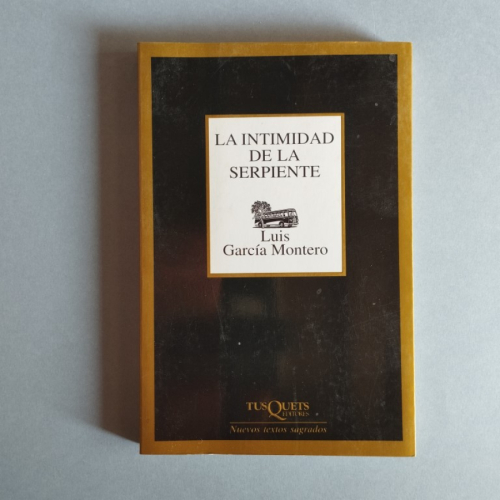 LA INTIMIDAD
DE LA
SERPIENTE
Luis
García Montero
TUSQUETS
EDITORES
Nuevos textos sagrados